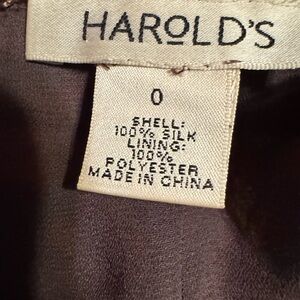 HAROLD'S
0
SHELL:
100% SILK
LINING:
100%
POLYESTER
MADE IN CHINA